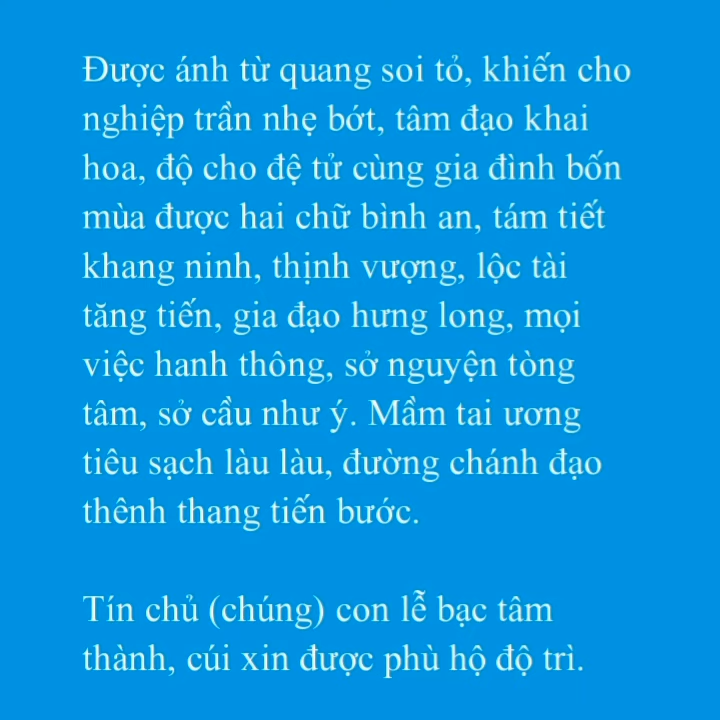 Được ánh từ quang soi tỏ, khiến cho
nghiệp trần nhẹ bớt, tâm đạo khai
hoa, độ cho đệ tử cùng gia đình bốn
mùa được hai chữ bình an, tám tiết
khang ninh, thịnh vượng, lộc tài
tăng tiến, gia đạo hưng long, mọi
việc hanh thông, sở nguyện tòng
tâm, sở cầu như ý. Mầm tai ương
tiêu sạch làu làu, đường chánh đạo
thênh thang tiến bước.
Tín chủ (chúng) con lễ bạc tâm
thành, cúi xin được phù hộ độ trì.